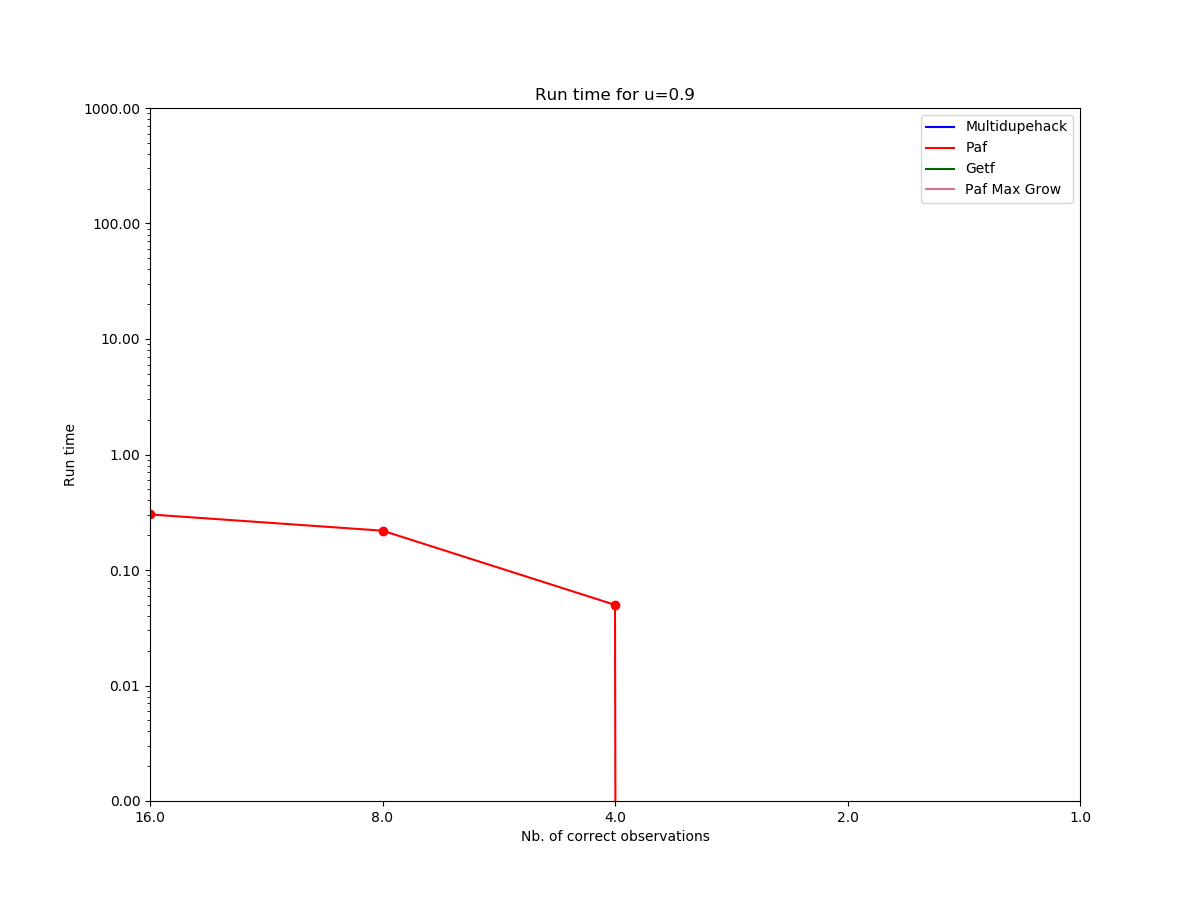 Run time for u=0.9
1000.00
100.00
10.00
1.00
0.10
0.01
0.00
Run time
Multidupehack
Paf
Getf
Paf Max Grow
16.0 8.0 4.0 2.0 1.0
Nb. of correct observations